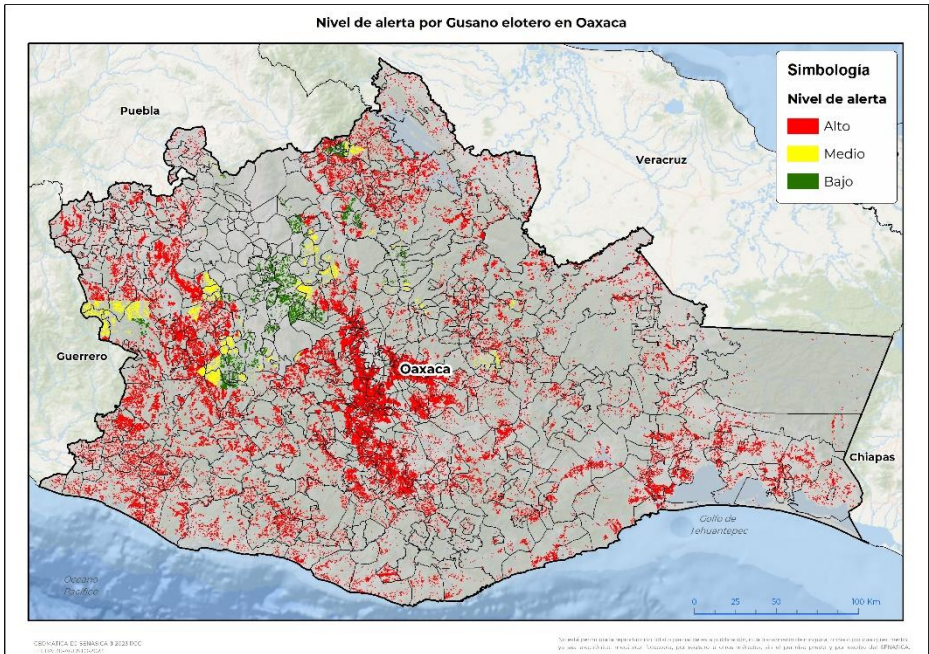 Nivel de alerta por Gusano elotero en Oaxaca
Simbología
Nivel de alerta
Alto
Medio
Bajo
Puebla
Veracruz
Guerrero
Oaxaca
Chiapas
Golfo de
Tehuantepec
Océano
Pacífico
0 25 50 100 Km